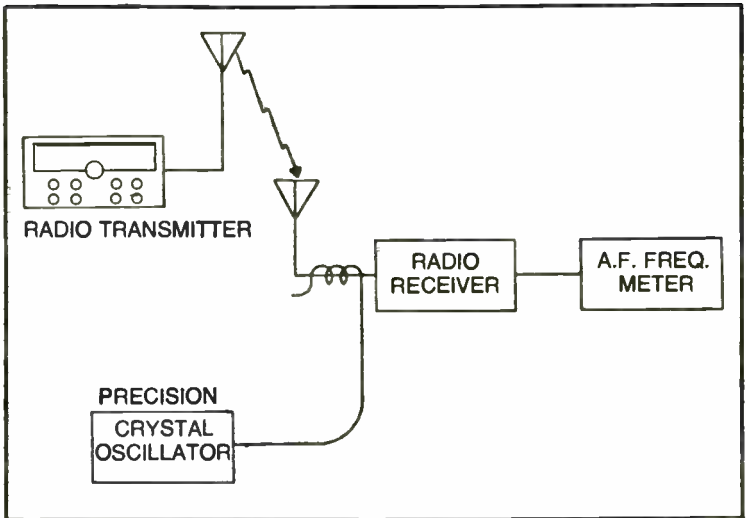 RADIO TRANSMITTER
RADIO
RECEIVER
A.F. FREQ.
METER
PRECISION
CRYSTAL
OSCILLATOR